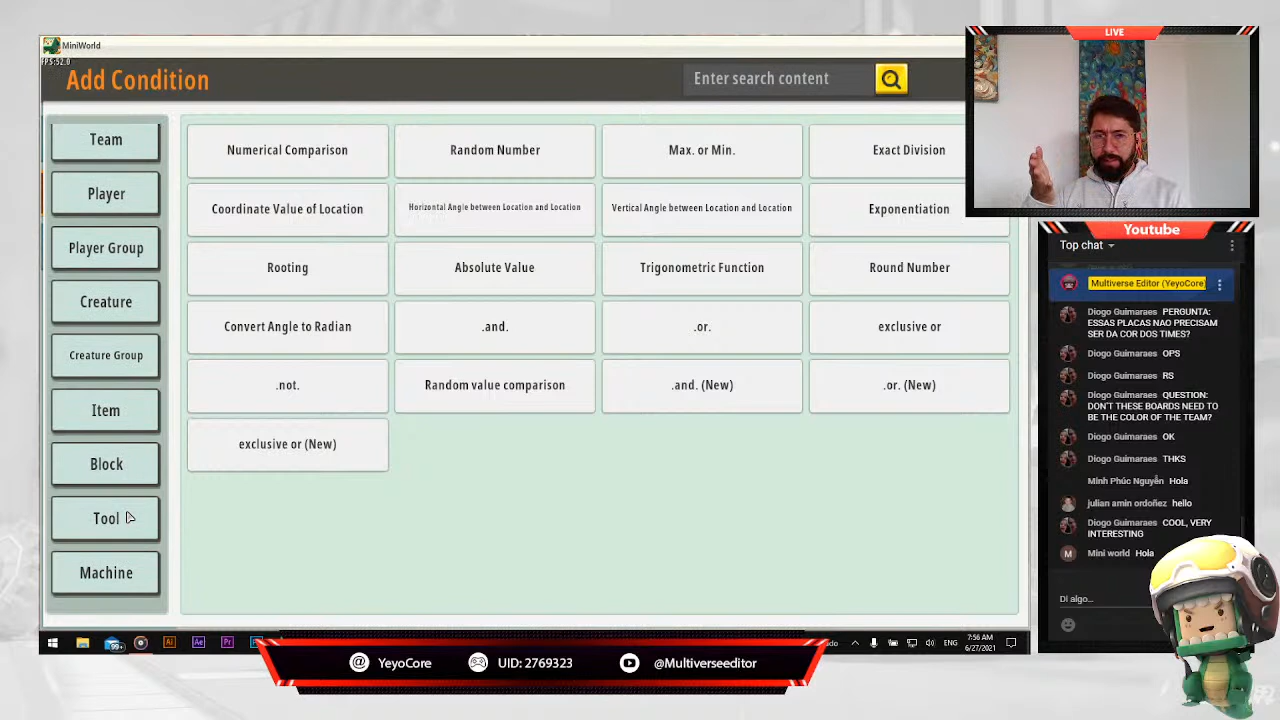 MiniWorld
FPS:52.0
Add Condition
Enter search content
Team
Player
Player Group
Creature
Creature Group
Item
Block
Tool
Machine
Numerical Comparison
Random Number
Max. or Min.
Exact Division
Coordinate Value of Location
Horizontal Angle between Location and Location
Vertical Angle between Location and Location
Exponentiation
Rooting
Absolute Value
Trigonometric Function
Round Number
Convert Angle to Radian
.and.
.or.
exclusive or
.not.
Random value comparison
.and. (New)
.or. (New)
exclusive or (New)
LIVE
Youtube
Top chat
Multiverse Editor (YeyoCore)
Diogo Guimaraes PERGUNTA:
ESSAS PLACAS NAO PRECISAM
SER DA COR DOS TIMES?
Diogo Guimaraes OPS
Diogo Guimaraes RS
Diogo Guimaraes QUESTION:
DON'T THESE BOARDS NEED TO
BE THE COLOR OF THE TEAM?
Diogo Guimaraes OK
Diogo Guimaraes THKS
Minh Phúc Nguyễn Hola
julian amin ordoñez hello
Diogo Guimaraes COOL, VERY
INTERESTING
M Mini world Hola
Di algo...
99+
Ai
Ae
Pr
ENG
7:56 AM
6/27/2021
YeyoCore
UID: 2769323
@Multiverseeditor